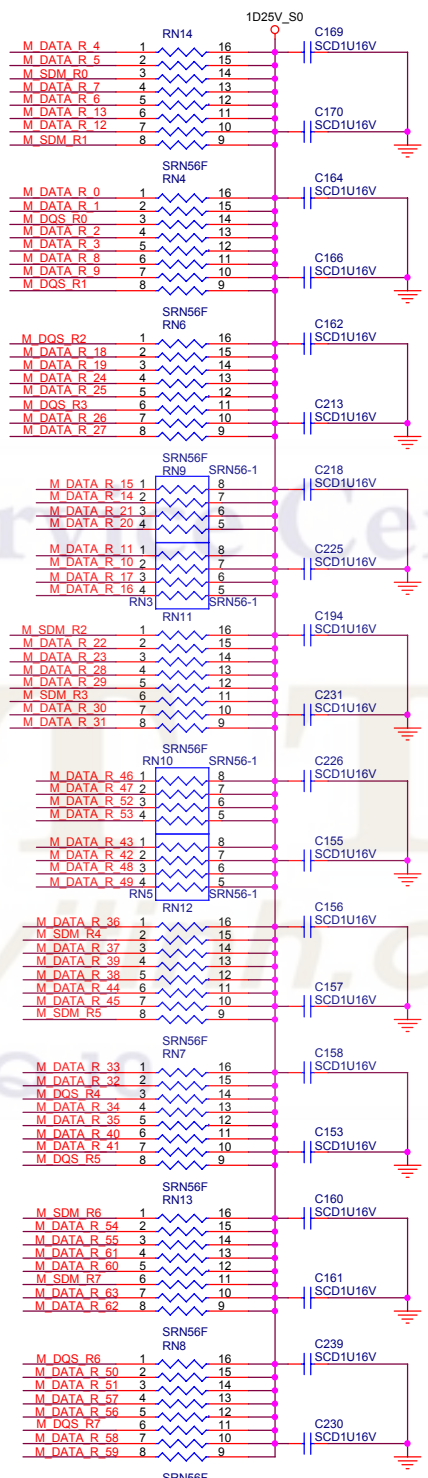 1D25V_S0
RN14
C169
SCD1U16V
M_DATA_R_4 1 16
M_DATA_R_5 2 15
M_SDM_R0 3 14
M_DATA_R_7 4 13
M_DATA_R_6 5 12
M_DATA_R_13 6 11
M_DATA_R_12 7 10
M_SDM_R1 8 9
C170
SCD1U16V
SRN56F
RN4
C164
SCD1U16V
M_DATA_R_0 1 16
M_DATA_R_1 2 15
M_DQS_R0 3 14
M_DATA_R_2 4 13
M_DATA_R_3 5 12
M_DATA_R_8 6 11
M_DATA_R_9 7 10
M_DQS_R1 8 9
C166
SCD1U16V
SRN56F
RN6
C162
SCD1U16V
M_DQS_R2 1 16
M_DATA_R_18 2 15
M_DATA_R_19 3 14
M_DATA_R_24 4 13
M_DATA_R_25 5 12
M_DQS_R3 6 11
M_DATA_R_26 7 10
M_DATA_R_27 8 9
C213
SCD1U16V
SRN56F
RN9 SRN56-1
C218
SCD1U16V
M_DATA_R_15 1 8
M_DATA_R_14 2 7
M_DATA_R_21 3 6
M_DATA_R_20 4 5
M_DATA_R_11 1 8
M_DATA_R_10 2 7
M_DATA_R_17 3 6
M_DATA_R_16 4 5
C225
SCD1U16V
RN3 SRN56-1
RN11
C194
SCD1U16V
M_SDM_R2 1 16
M_DATA_R_22 2 15
M_DATA_R_23 3 14
M_DATA_R_28 4 13
M_DATA_R_29 5 12
M_SDM_R3 6 11
M_DATA_R_30 7 10
M_DATA_R_31 8 9
C231
SCD1U16V
SRN56F
RN10 SRN56-1
C226
SCD1U16V
M_DATA_R_46 1 8
M_DATA_R_47 2 7
M_DATA_R_52 3 6
M_DATA_R_53 4 5
M_DATA_R_43 1 8
M_DATA_R_42 2 7
M_DATA_R_48 3 6
M_DATA_R_49 4 5
C155
SCD1U16V
RN5 SRN56-1
RN12
C156
SCD1U16V
M_DATA_R_36 1 16
M_SDM_R4 2 15
M_DATA_R_37 3 14
M_DATA_R_39 4 13
M_DATA_R_38 5 12
M_DATA_R_44 6 11
M_DATA_R_45 7 10
M_SDM_R5 8 9
C157
SCD1U16V
SRN56F
RN7
C158
SCD1U16V
M_DATA_R_33 1 16
M_DATA_R_32 2 15
M_DQS_R4 3 14
M_DATA_R_34 4 13
M_DATA_R_35 5 12
M_DATA_R_40 6 11
M_DATA_R_41 7 10
M_DQS_R5 8 9
C153
SCD1U16V
SRN56F
RN13
C160
SCD1U16V
M_SDM_R6 1 16
M_DATA_R_54 2 15
M_DATA_R_55 3 14
M_DATA_R_61 4 13
M_DATA_R_60 5 12
M_SDM_R7 6 11
M_DATA_R_63 7 10
M_DATA_R_62 8 9
C161
SCD1U16V
SRN56F
RN8
C239
SCD1U16V
M_DQS_R6 1 16
M_DATA_R_50 2 15
M_DATA_R_51 3 14
M_DATA_R_57 4 13
M_DATA_R_56 5 12
M_DQS_R7 6 11
M_DATA_R_58 7 10
M_DATA_R_59 8 9
C230
SCD1U16V
SRN56F